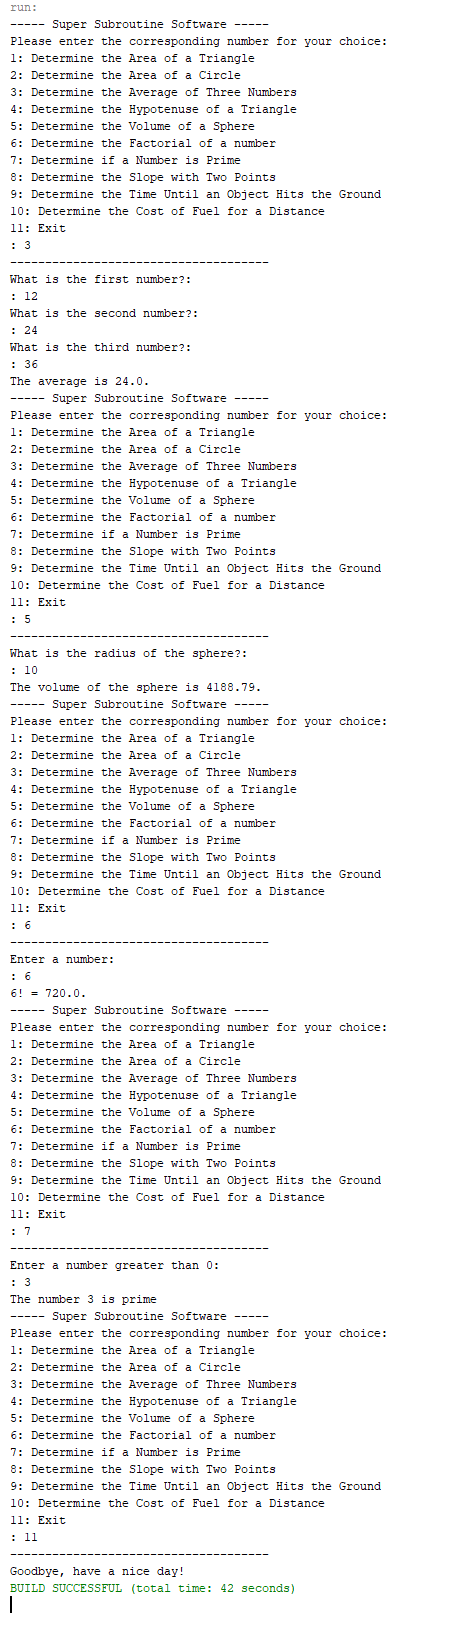 run:
----- Super Subroutine Software -----
Please enter the corresponding number for your choice:
1: Determine the Area of a Triangle
2: Determine the Area of a Circle
3: Determine the Average of Three Numbers
4: Determine the Hypotenuse of a Triangle
5: Determine the Volume of a Sphere
6: Determine the Factorial of a number
7: Determine if a Number is Prime
8: Determine the Slope with Two Points
9: Determine the Time Until an Object Hits the Ground
10: Determine the Cost of Fuel for a Distance
11: Exit
: 3
-------------------------------------
What is the first number?:
: 12
What is the second number?:
: 24
What is the third number?:
: 36
The average is 24.0.
----- Super Subroutine Software -----
Please enter the corresponding number for your choice:
1: Determine the Area of a Triangle
2: Determine the Area of a Circle
3: Determine the Average of Three Numbers
4: Determine the Hypotenuse of a Triangle
5: Determine the Volume of a Sphere
6: Determine the Factorial of a number
7: Determine if a Number is Prime
8: Determine the Slope with Two Points
9: Determine the Time Until an Object Hits the Ground
10: Determine the Cost of Fuel for a Distance
11: Exit
: 5
-------------------------------------
What is the radius of the sphere?:
: 10
The volume of the sphere is 4188.79.
----- Super Subroutine Software -----
Please enter the corresponding number for your choice:
1: Determine the Area of a Triangle
2: Determine the Area of a Circle
3: Determine the Average of Three Numbers
4: Determine the Hypotenuse of a Triangle
5: Determine the Volume of a Sphere
6: Determine the Factorial of a number
7: Determine if a Number is Prime
8: Determine the Slope with Two Points
9: Determine the Time Until an Object Hits the Ground
10: Determine the Cost of Fuel for a Distance
11: Exit
: 6
-------------------------------------
Enter a number:
: 6
6! = 720.0.
----- Super Subroutine Software -----
Please enter the corresponding number for your choice:
1: Determine the Area of a Triangle
2: Determine the Area of a Circle
3: Determine the Average of Three Numbers
4: Determine the Hypotenuse of a Triangle
5: Determine the Volume of a Sphere
6: Determine the Factorial of a number
7: Determine if a Number is Prime
8: Determine the Slope with Two Points
9: Determine the Time Until an Object Hits the Ground
10: Determine the Cost of Fuel for a Distance
11: Exit
: 7
-------------------------------------
Enter a number greater than 0:
: 3
The number 3 is prime
----- Super Subroutine Software -----
Please enter the corresponding number for your choice:
1: Determine the Area of a Triangle
2: Determine the Area of a Circle
3: Determine the Average of Three Numbers
4: Determine the Hypotenuse of a Triangle
5: Determine the Volume of a Sphere
6: Determine the Factorial of a number
7: Determine if a Number is Prime
8: Determine the Slope with Two Points
9: Determine the Time Until an Object Hits the Ground
10: Determine the Cost of Fuel for a Distance
11: Exit
: 11
-------------------------------------
Goodbye, have a nice day!
BUILD SUCCESSFUL (total time: 42 seconds)